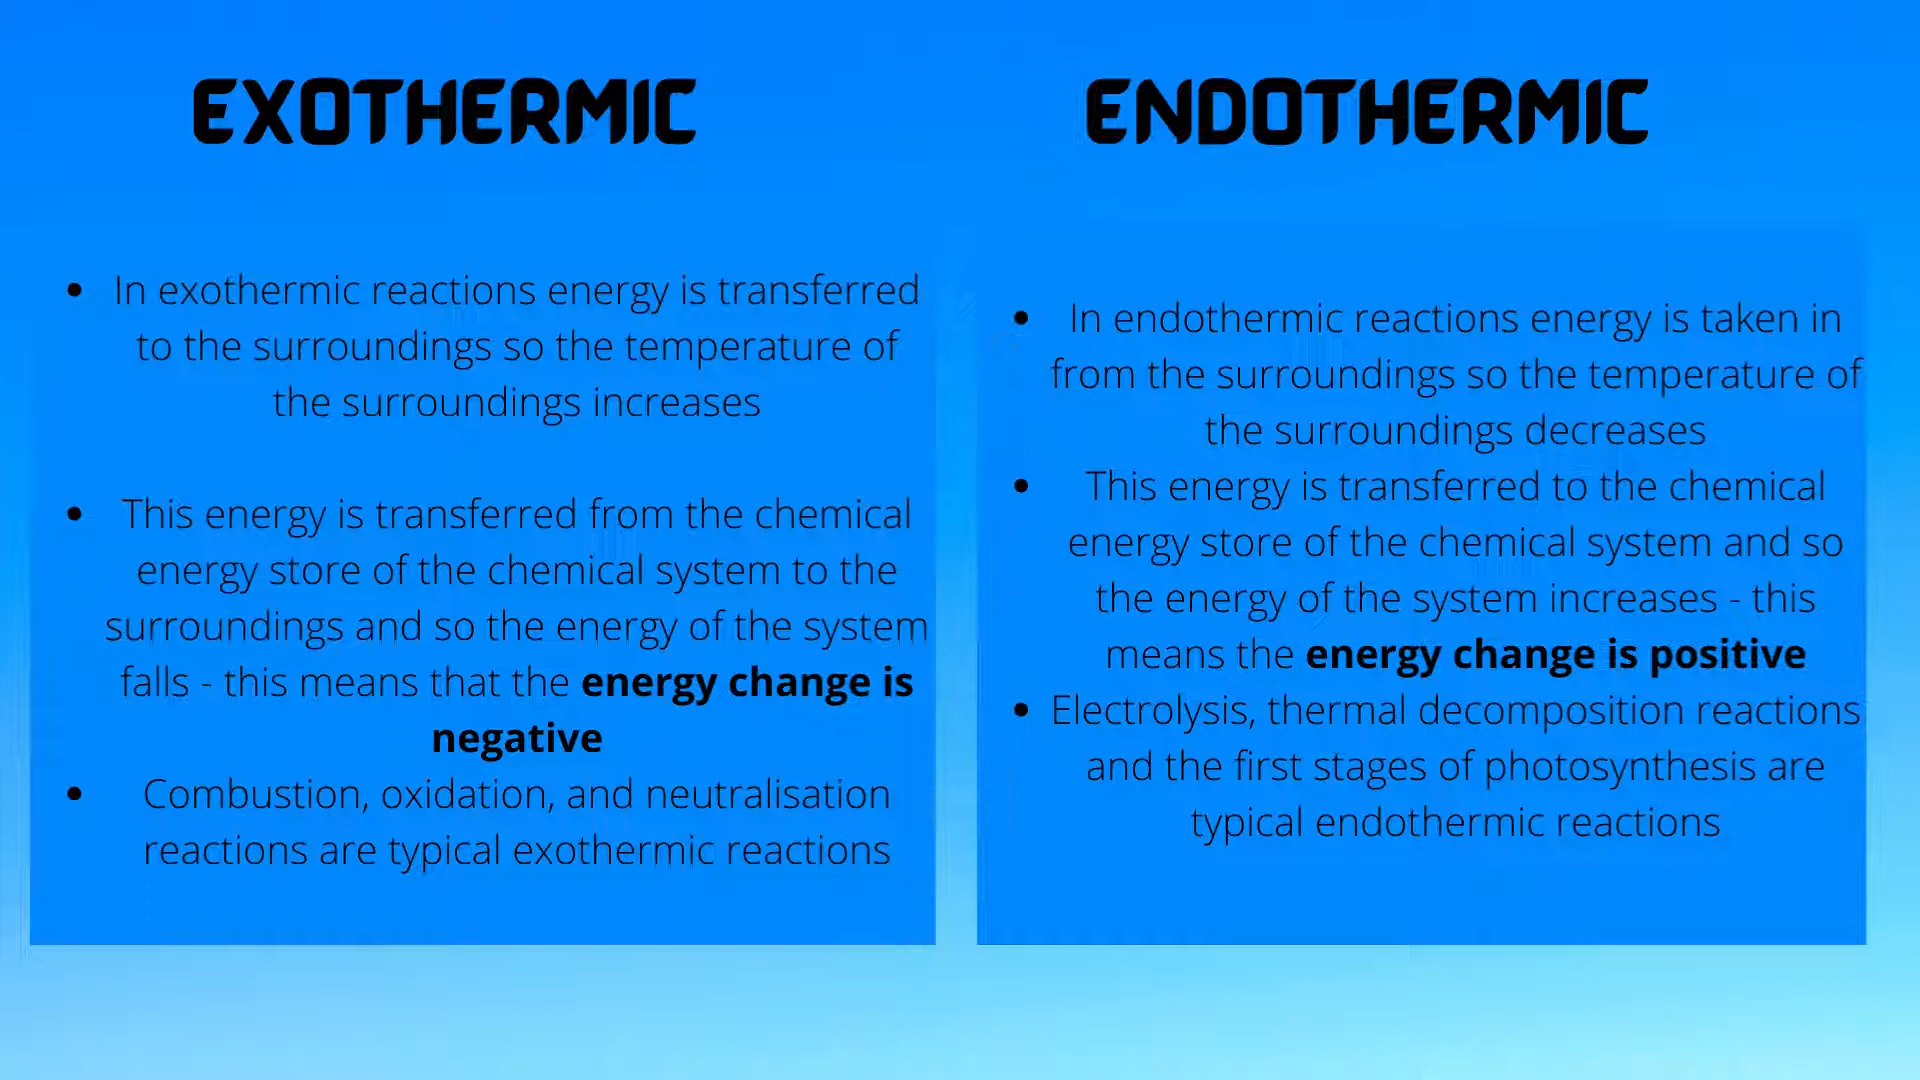 EXOTHERMIC
• In exothermic reactions energy is transferred
to the surroundings so the temperature of
the surroundings increases
• This energy is transferred from the chemical
energy store of the chemical system to the
surroundings and so the energy of the system
falls - this means that the energy change is
negative
• Combustion, oxidation, and neutralisation
reactions are typical exothermic reactions
ENDOTHERMIC
• In endothermic reactions energy is taken in
from the surroundings so the temperature of
the surroundings decreases
• This energy is transferred to the chemical
energy store of the chemical system and so
the energy of the system increases - this
means the energy change is positive
• Electrolysis, thermal decomposition reactions
and the first stages of photosynthesis are
typical endothermic reactions